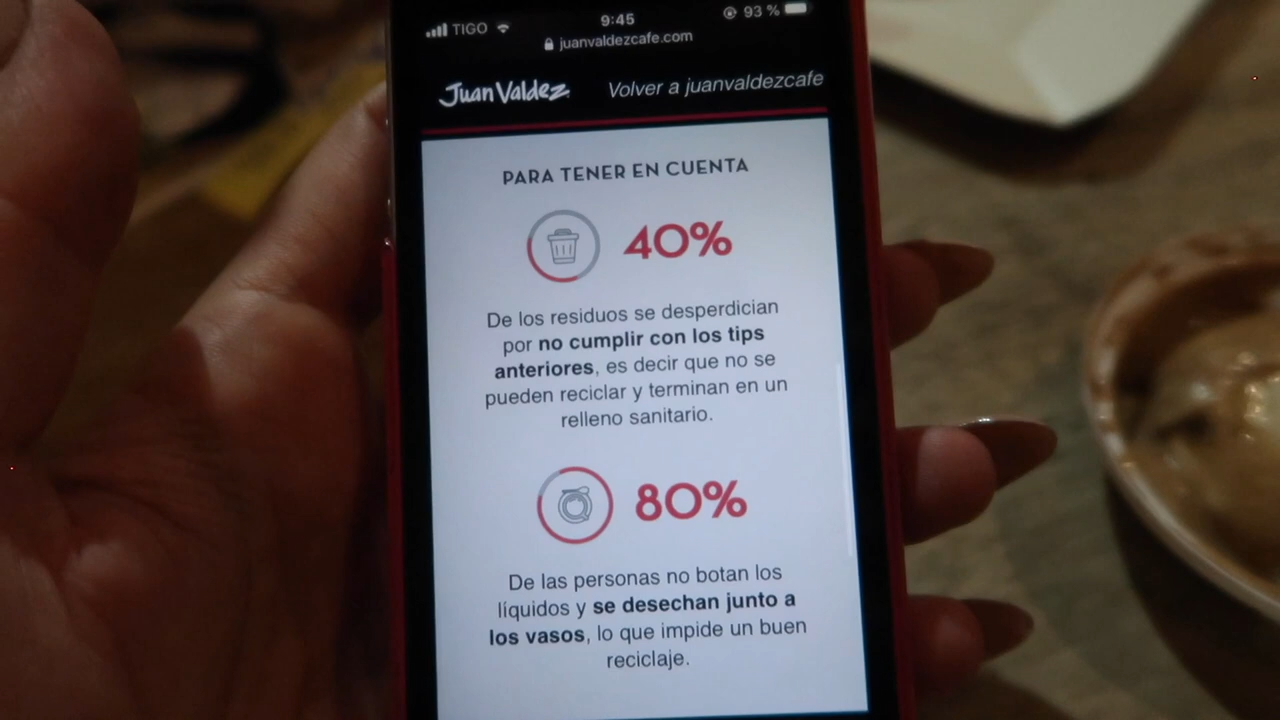 TIGO 9:45 93 %
juanvaldezcafe.com
Juan Valdez Volver a juanvaldezcafe
PARA TENER EN CUENTA
40%
De los residuos se desperdician
por no cumplir con los tips
anteriores, es decir que no se
pueden reciclar y terminan en un
relleno sanitario.
80%
De las personas no botan los
líquidos y se desechan junto a
los vasos, lo que impide un buen
reciclaje.